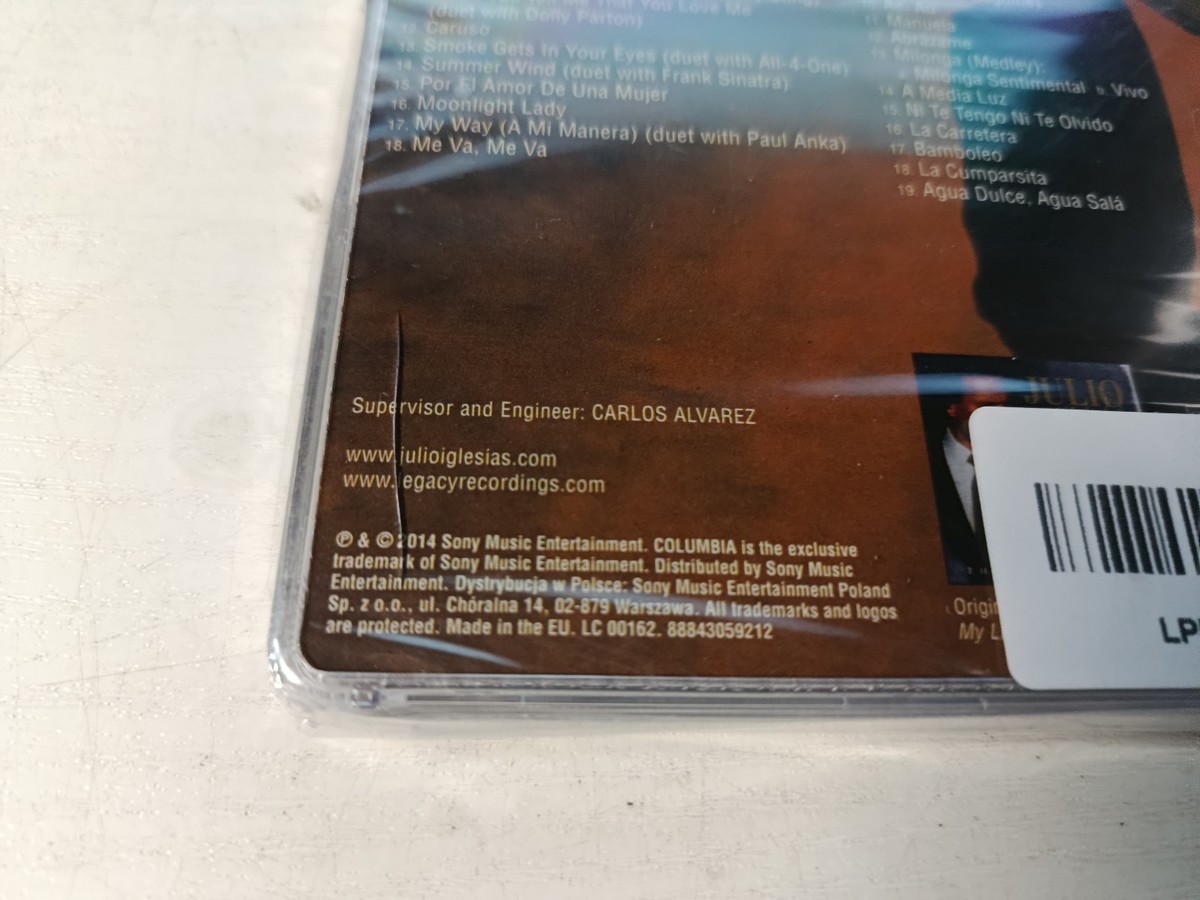 That You Love Me
(duet with Dolly Parton)
12. Caruso
13. Smoke Gets In Your Eyes (duet with All-4-One)
14. Summer Wind (duet with Frank Sinatra)
15. Por El Amor De Una Mujer
16. Moonlight Lady
17. My Way (A Mi Manera) (duet with Paul Anka)
18. Me Va, Me Va
11. Manuela
12. Abrázame
13. Milonga (Medley):
Milonga Sentimental Vivo
14. A Media Luz
15. Ni Te Tengo Ni Te Olvido
16. La Carretera
17. Bamboleo
18. La Cumparsita
19. Agua Dulce, Agua Salá
Supervisor and Engineer: CARLOS ALVAREZ
www.julioiglesias.com
www.legacyrecordings.com
℗ & © 2014 Sony Music Entertainment. COLUMBIA is the exclusive
trademark of Sony Music Entertainment. Distributed by Sony Music
Entertainment. Dystrybucja w Polsce: Sony Music Entertainment Poland
Sp. z o.o., ul. Chóralna 14, 02-879 Warszawa. All trademarks and logos
are protected. Made in the EU. LC 00162. 88843059212
JULIO
My